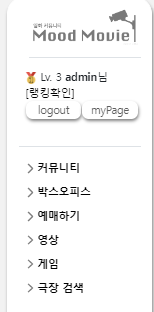 영화 커뮤니티
Mood Movie
Lv. 3 admin님
[랭킹확인]
logout myPage
커뮤니티
박스오피스
예매하기
영상
게임
극장 검색